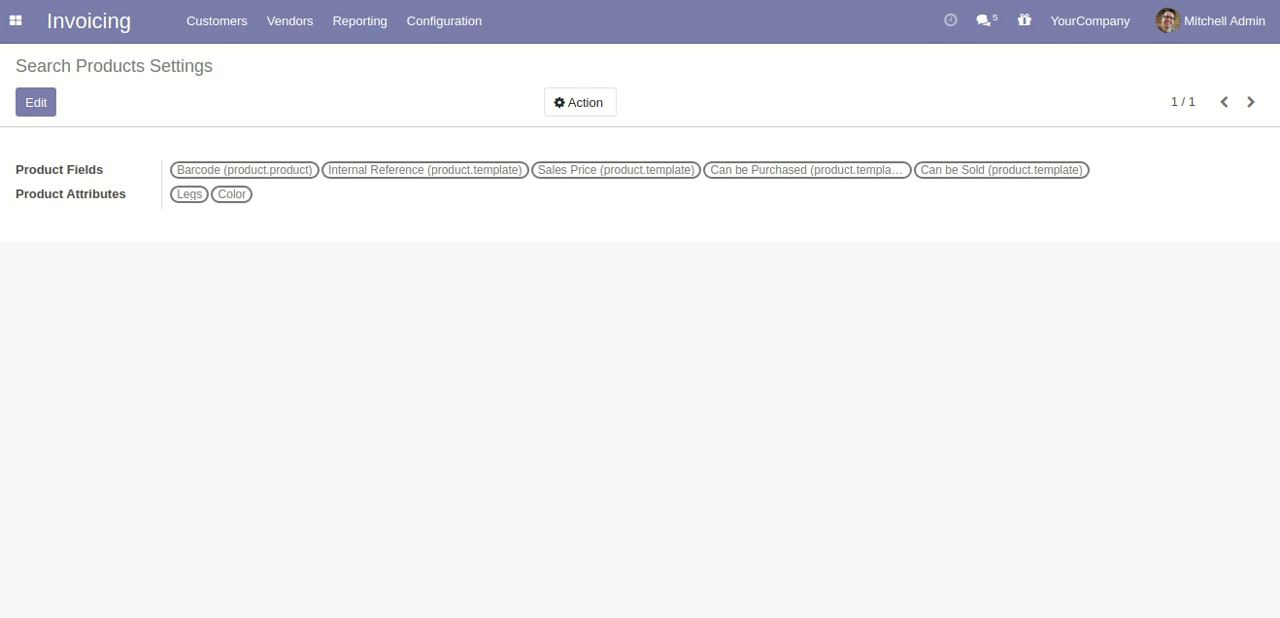 Invoicing Customers Vendors Reporting Configuration 5 YourCompany Mitchell Admin
Search Products Settings
Edit Action 1 / 1
Product Fields Barcode (product.product) Internal Reference (product.template) Sales Price (product.template) Can be Purchased (product.templa... Can be Sold (product.template)
Product Attributes Legs Color